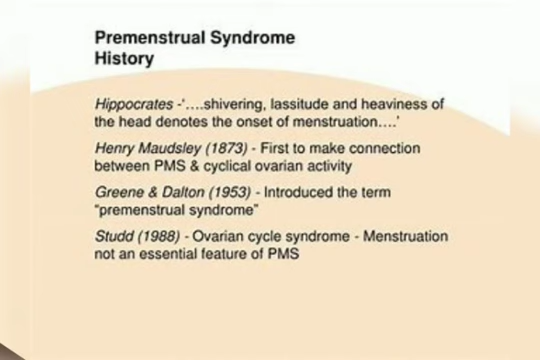 Premenstrual Syndrome
History
Hippocrates -'....shivering, lassitude and heaviness of
the head denotes the onset of menstruation....'
Henry Maudsley (1873) - First to make connection
between PMS & cyclical ovarian activity
Greene & Dalton (1953) - Introduced the term
"premenstrual syndrome"
Studd (1988) - Ovarian cycle syndrome - Menstruation
not an essential feature of PMS